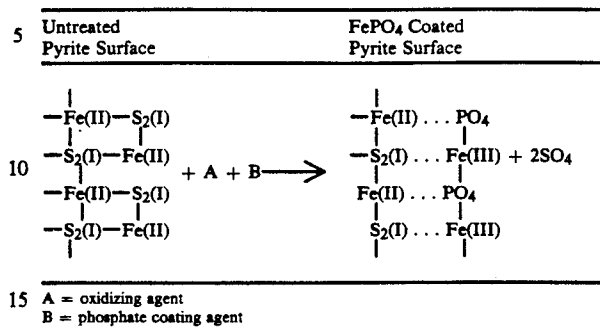 5 Untreated FePO4 Coated
Pyrite Surface Pyrite Surface
Fe(II)—S2(I) Fe(II) . . . PO4
10 S2(I)—Fe(II) + A + B S2(I) . . . Fe(III) + 2SO4
Fe(II)—S2(I) Fe(II) . . . PO4
S2(I)—Fe(II) S2(I) . . . Fe(III)
15 A = oxidizing agent
B = phosphate coating agent